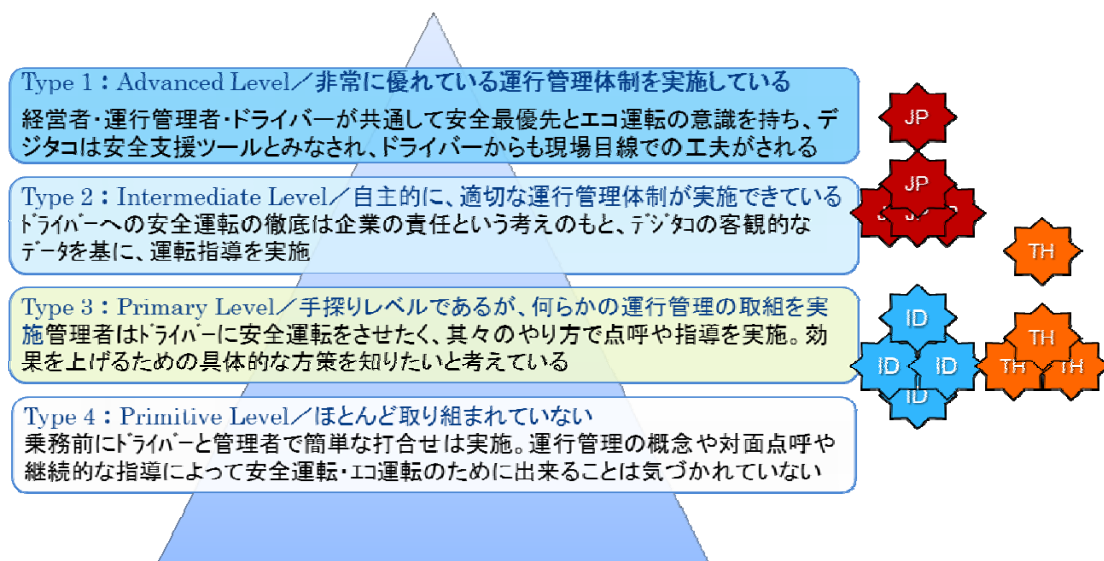 Type 1：Advanced Level／非常に優れている運行管理体制を実施している
経営者・運行管理者・ドライバーが共通して安全最優先とエコ運転の意識を持ち、デ
ジタコは安全支援ツールとみなされ、ドライバーからも現場目線での工夫がされる
JP
Type 2：Intermediate Level／自主的に、適切な運行管理体制が実施できている
ﾄﾞﾗｲﾊﾞｰへの安全運転の徹底は企業の責任という考えのもと、ﾃﾞｼﾞﾀｺの客観的な
ﾃﾞｰﾀを基に、運転指導を実施
JP
JP
TH
Type 3：Primary Level／手探りレベルであるが、何らかの運行管理の取組を実
施管理者はﾄﾞﾗｲﾊﾞｰに安全運転をさせたく、其々のやり方で点呼や指導を実施。効
果を上げるための具体的な方策を知りたいと考えている
ID
TH
ID
ID
TH
TH
ID
Type 4：Primitive Level／ほとんど取り組まれていない
乗務前にﾄﾞﾗｲﾊﾞｰと管理者で簡単な打合せは実施。運行管理の概念や対面点呼や
継続的な指導によって安全運転・エコ運転のために出来ることは気づかれていない